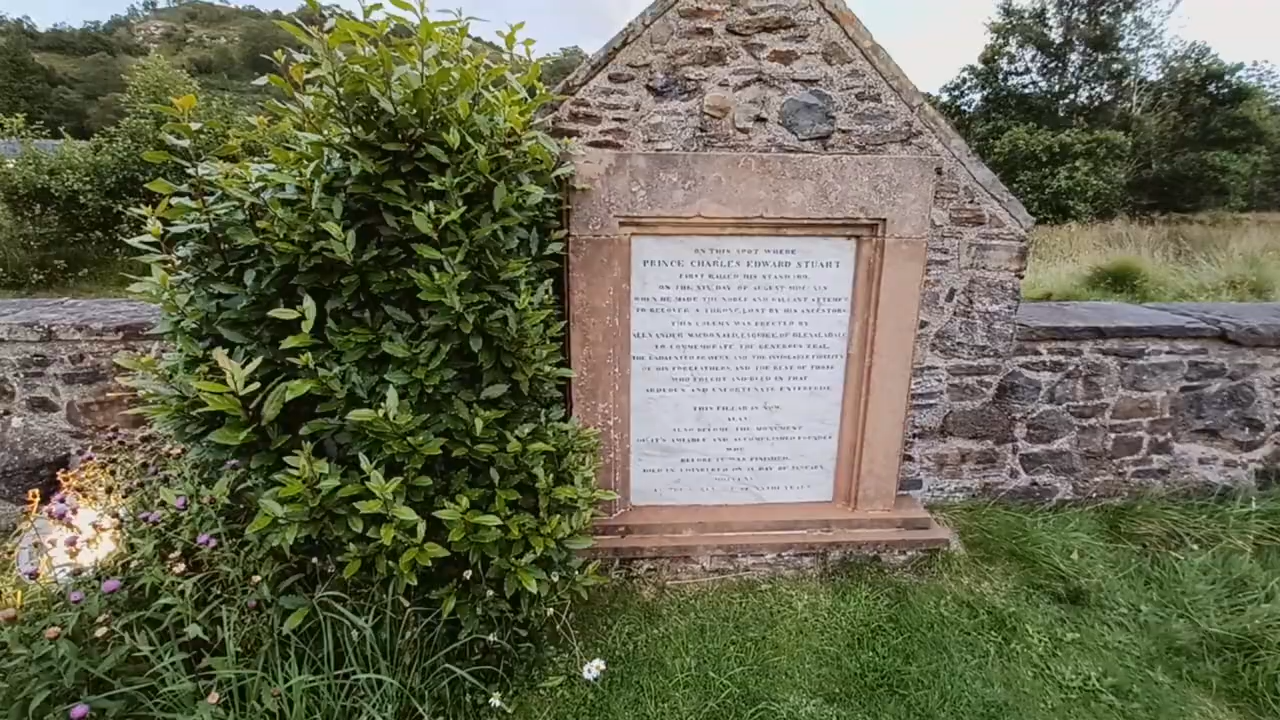 ON THIS SPOT WHERE
PRINCE CHARLES EDWARD STUART
FIRST RAISED HIS STANDARD,
ON THE XIX DAY OF AUGUST MDCCXLV
WHEN HE MADE THE AND GALLANT ATTEMPT
TO RECOVER A THRONE LOST BY HIS ANCESTORS
THIS COLUMN WAS ERECTED BY
ALEXANDER MACDONALD, ESQUIRE, OF GLENALADALE
TO COMMEMORATE THE GENEROUS ZEAL,
THE UNDAUNTED BRAVERY, AND THE INVIOLABLE FIDELITY
OF HIS FOREFATHERS, AND THE REST OF THOSE
WHO FOUGHT AND BLED IN THAT
ARDUOUS AND UNFORTUNATE ENTERPRISE
THIS PILLAR IS NOW,
ALAS,
ALSO BECOME THE MONUMENT
OF ITS AMIABLE AND ACCOMPLISHED FOUNDER
WHO
BEFORE IT WAS FINISHED,
DIED IN EDINBURGH ON DAY OF JANUARY